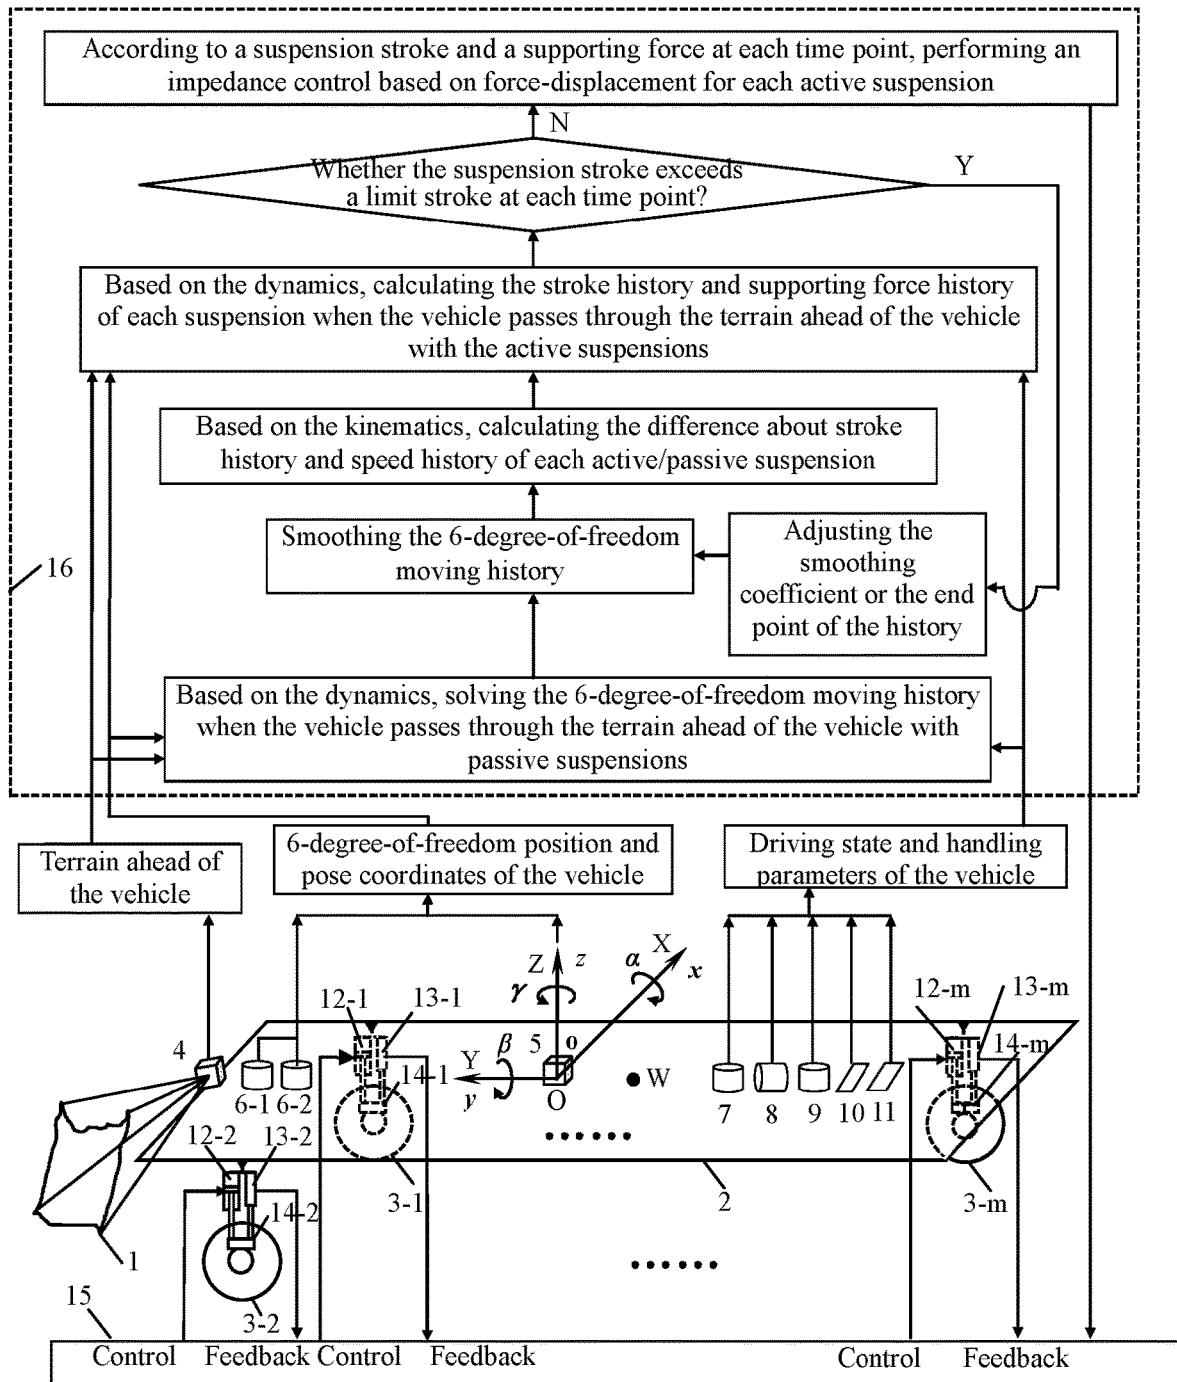 According to a suspension stroke and a supporting force at each time point, performing an
impedance control based on force-displacement for each active suspension
N
Whether the suspension stroke exceeds
a limit stroke at each time point?
Y
Based on the dynamics, calculating the stroke history and supporting force history
of each suspension when the vehicle passes through the terrain ahead of the vehicle
with the active suspensions
Based on the kinematics, calculating the difference about stroke
history and speed history of each active/passive suspension
Smoothing the 6-degree-of-freedom
moving history
Adjusting the
smoothing
coefficient or the end
point of the history
16
Based on the dynamics, solving the 6-degree-of-freedom moving history
when the vehicle passes through the terrain ahead of the vehicle with
passive suspensions
Terrain ahead of
the vehicle
6-degree-of-freedom position and
pose coordinates of the vehicle
Driving state and handling
parameters of the vehicle
Z z
X
x
α
γ
β
Y
y
5
o
O
W
4
12-1
13-1
14-1
6-1
6-2
12-2
13-2
14-2
3-1
7
8
9
10
11
12-m
13-m
14-m
2
3-m
......
......
1
3-2
15
Control Feedback Control Feedback Control Feedback